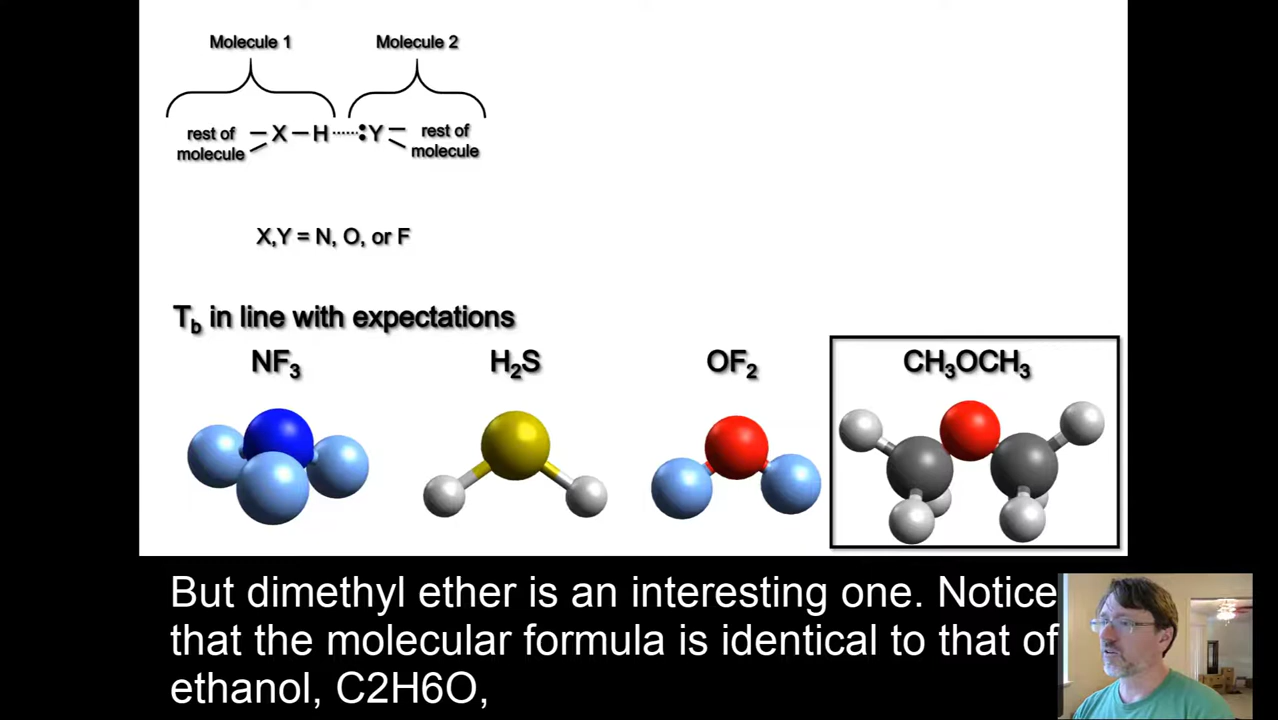 Molecule 1 Molecule 2
rest of molecule X H :Y rest of molecule
X,Y = N, O, or F
T_b in line with expectations
NF₃ H₂S OF₂ CH₃OCH₃
But dimethyl ether is an interesting one. Notice
that the molecular formula is identical to that of
ethanol, C2H6O,